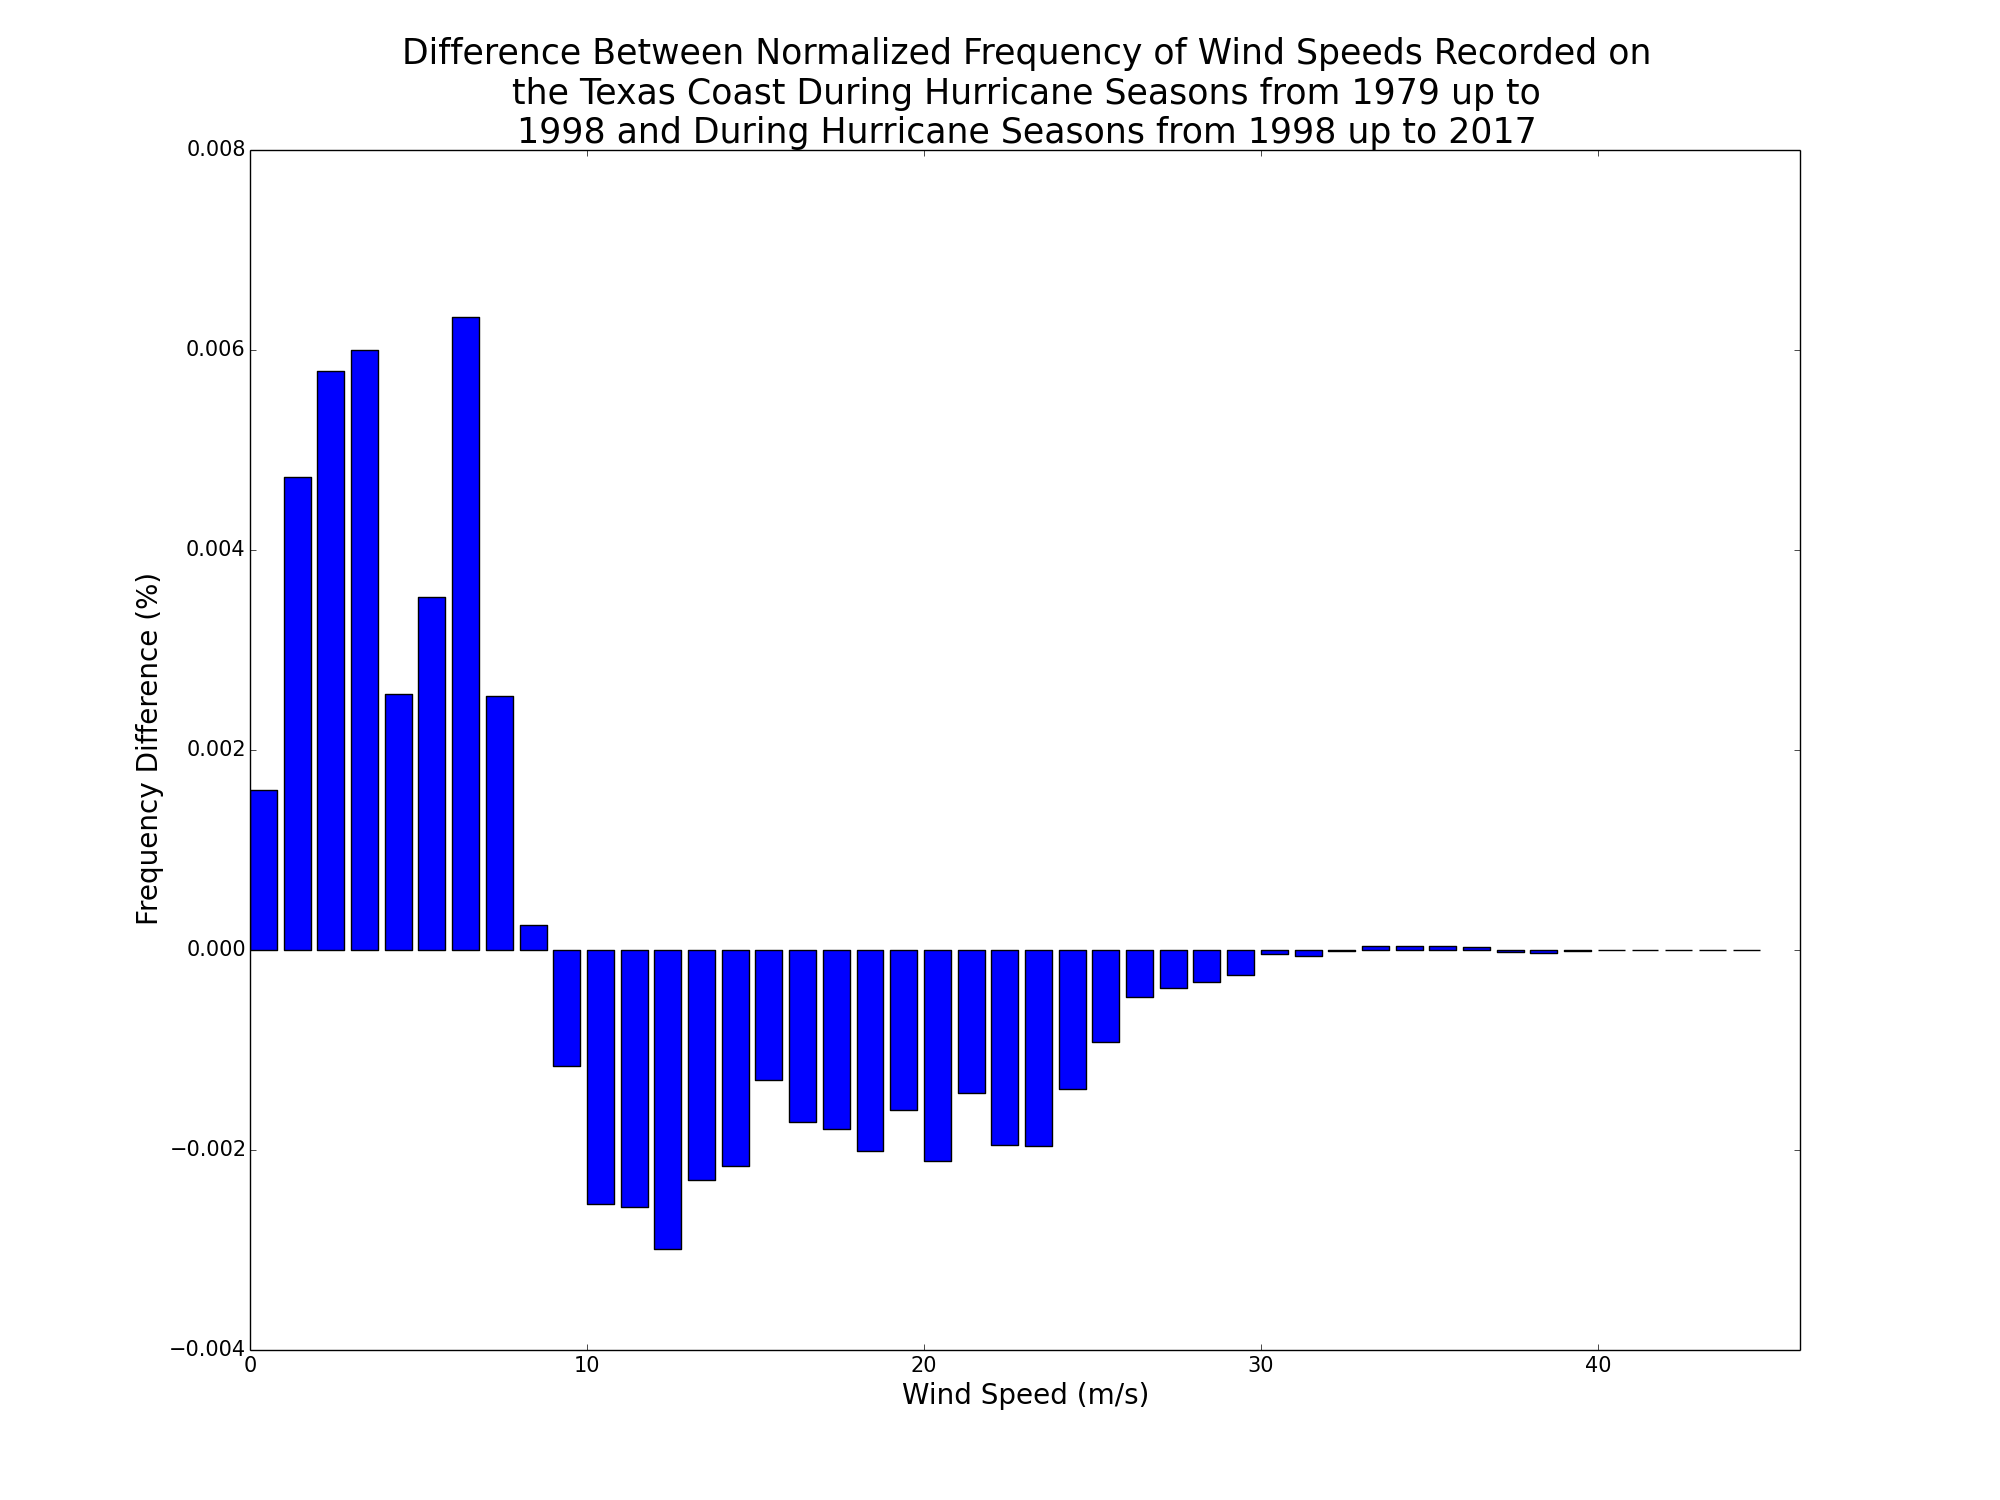 Difference Between Normalized Frequency of Wind Speeds Recorded on
the Texas Coast During Hurricane Seasons from 1979 up to
1998 and During Hurricane Seasons from 1998 up to 2017
0.008
0.006
0.004
0.002
0.000
−0.002
−0.004
Frequency Difference (%)
0 10 20 30 40
Wind Speed (m/s)